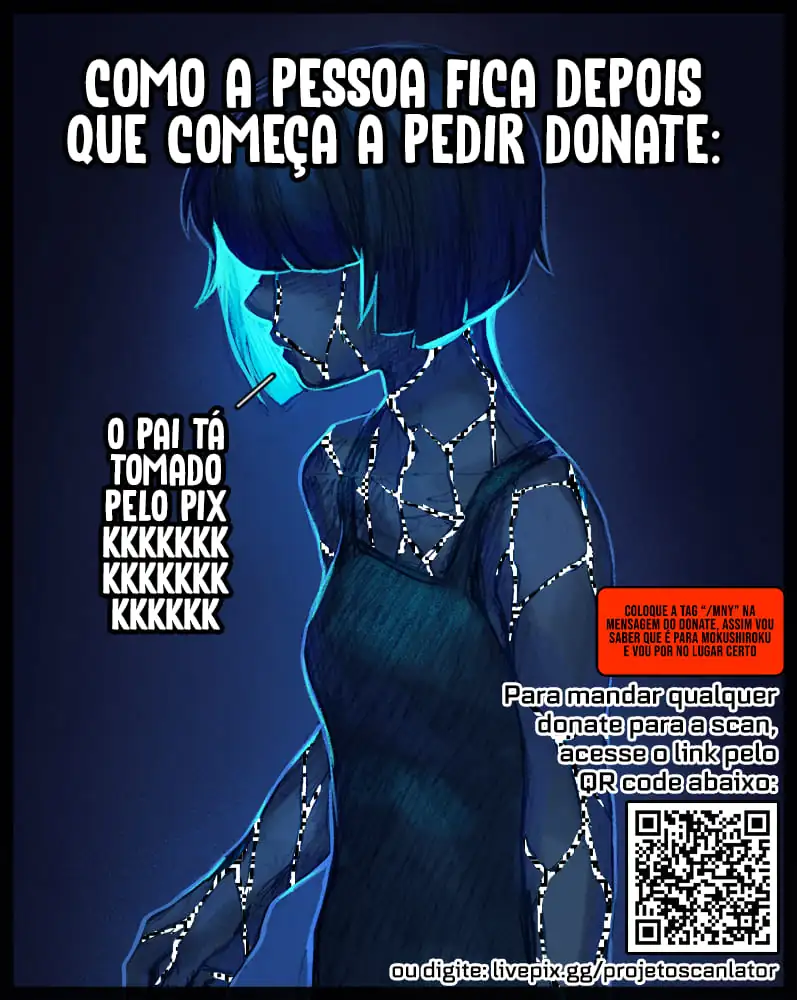 COMO A PESSOA FICA DEPOIS
QUE COMEÇA A PEDIR DONATE:
O PAI TÁ
TOMADO
PELO PIX
KKKKKKK
KKKKKKK
KKKKKK
COLOQUE A TAG “/MNY” NA
MENSAGEM DO DONATE, ASSIM VOU
SABER QUE É PARA MOKUSHIROKU
E VOU POR NO LUGAR CERTO
Para mandar qualquer
donate para a scan,
acesse o link pelo
QR code abaixo:
ou digite: livepix.gg/projetoscanlator